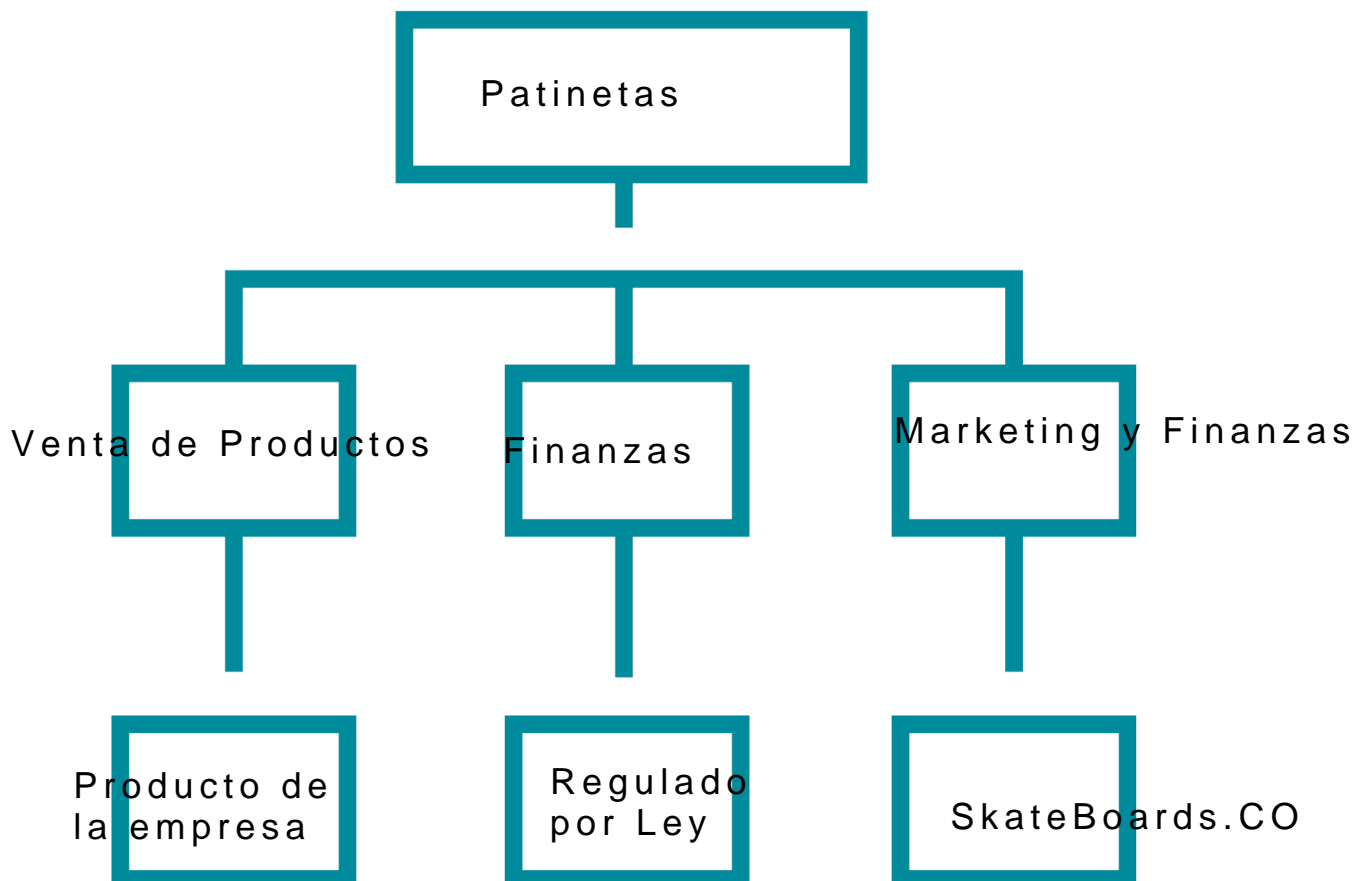 Patinetas
Venta de Productos
Finanzas
Marketing y Finanzas
Producto de
la empresa
Regulado
por Ley
SkateBoards.CO